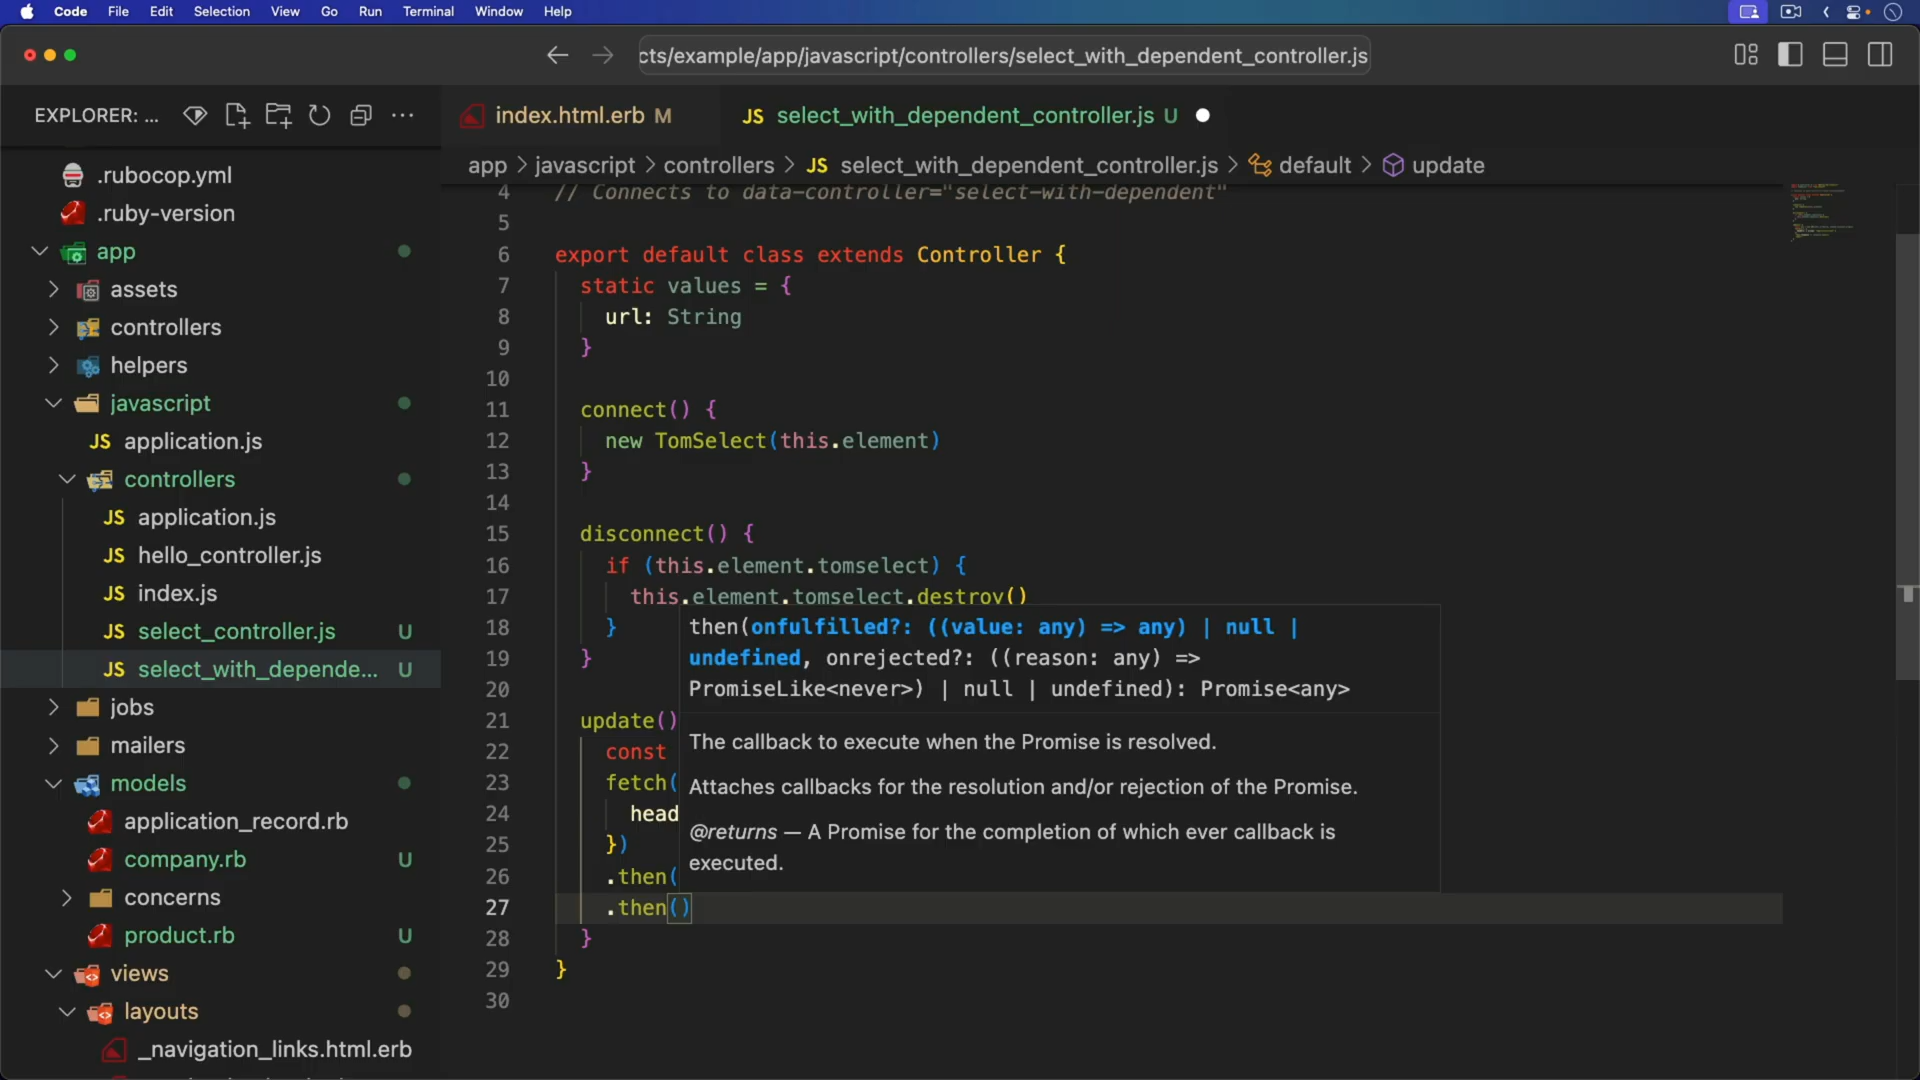 Code File Edit Selection View Go Run Terminal Window Help
cts/example/app/javascript/controllers/select_with_dependent_controller.js
EXPLORER: ...
index.html.erb M
JS select_with_dependent_controller.js U
app > javascript > controllers > JS select_with_dependent_controller.js > default > update
.rubocop.yml
.ruby-version
app
assets
controllers
helpers
javascript
JS application.js
controllers
JS application.js
JS hello_controller.js
JS index.js
JS select_controller.js U
JS select_with_depende... U
jobs
mailers
models
application_record.rb
company.rb U
concerns
product.rb U
views
layouts
_navigation_links.html.erb
4 // Connects to data-controller="select-with-dependent"
5
6 export default class extends Controller {
7 static values = {
8 url: String
9 }
10
11 connect() {
12 new TomSelect(this.element)
13 }
14
15 disconnect() {
16 if (this.element.tomselect) {
17 this.element.tomselect.destroy()
18 }
19 }
20
21 update()
22 const
23 fetch(
24 head
25 })
26 .then(
27 .then()
28 }
29 }
30
then(onfulfilled?: ((value: any) => any) | null |
undefined, onrejected?: ((reason: any) =>
PromiseLike<never>) | null | undefined): Promise<any>
The callback to execute when the Promise is resolved.
Attaches callbacks for the resolution and/or rejection of the Promise.
@returns — A Promise for the completion of which ever callback is
executed.